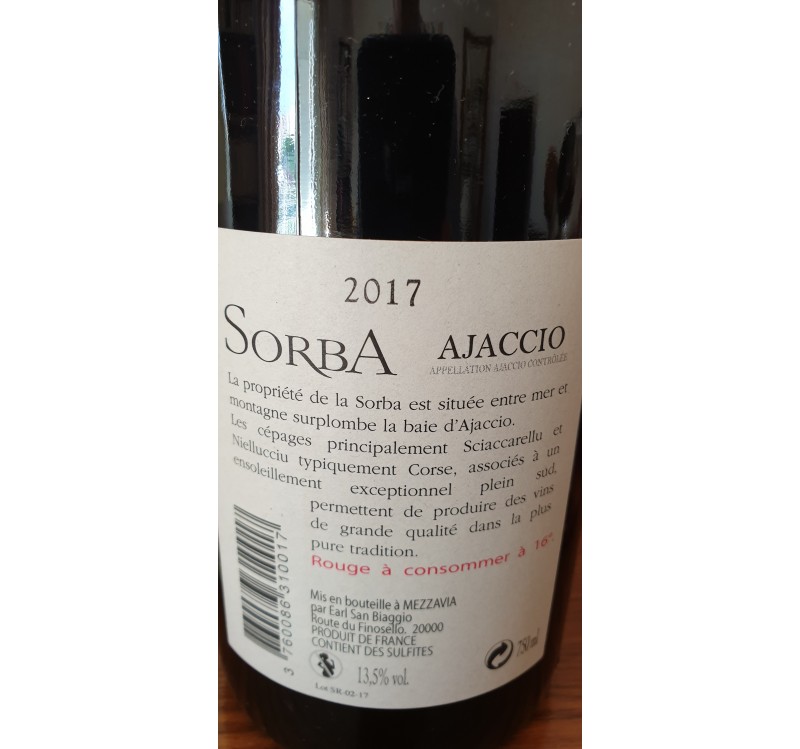 2017
SORBA AJACCIO
APPELLATION AJACCIO CONTRÔLÉE
La propriété de la Sorba est située entre mer et
montagne surplombe la baie d'Ajaccio.
Les cépages principalement Sciaccarellu et
Niellucciu typiquement Corse, associés à un
ensoleillement exceptionnel plein sud,
permettent de produire des vins
de grande qualité dans la plus
pure tradition.
Rouge à consommer à 16°.
Mis en bouteille à MEZZAVIA
par Earl San Biaggio
Route du Finosello. 20000
PRODUIT DE FRANCE
CONTIENT DES SULFITES
13,5% vol.
750 ml
Lot SR-02-17
3 760086 310017